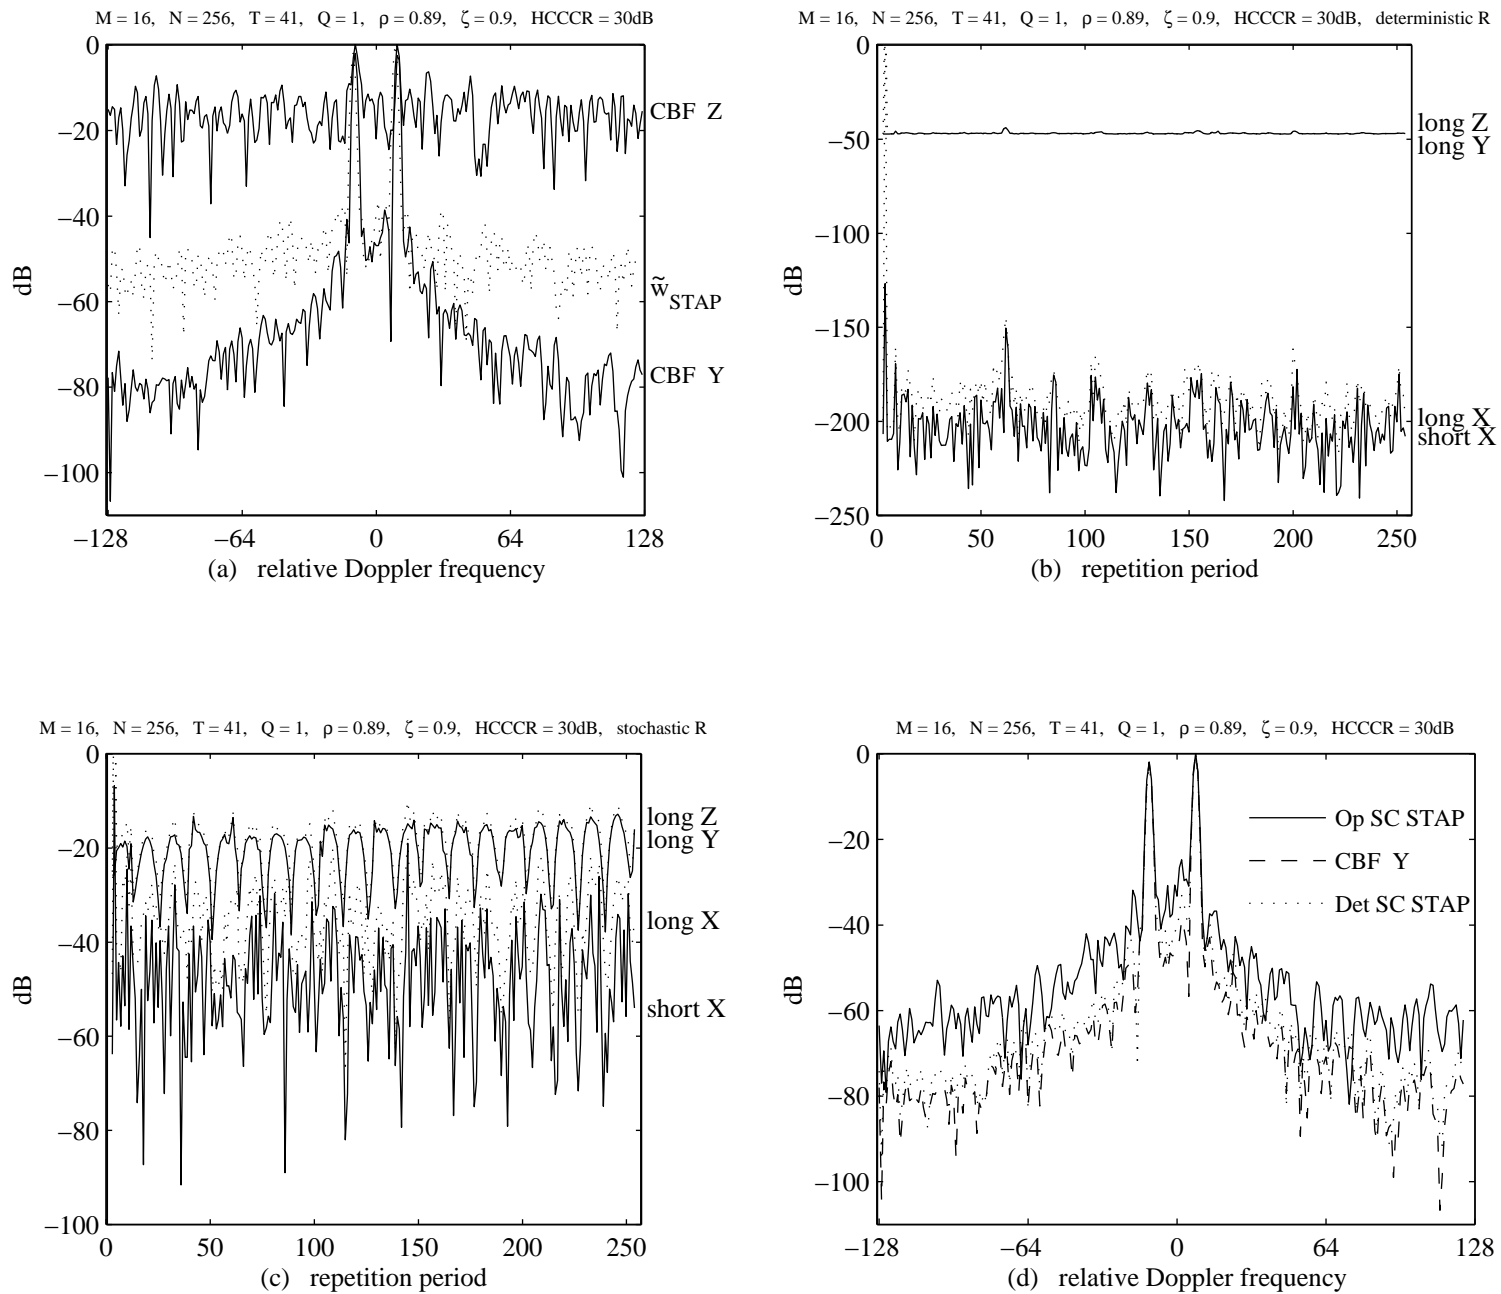 M = 16, N = 256, T = 41, Q = 1, ρ = 0.89, ζ = 0.9, HCCCR = 30dB
0
−20
−40
−60
−80
−100
dB
CBF Z
w̃STAP
CBF Y
−128
−64
0
64
128
(a) relative Doppler frequency
M = 16, N = 256, T = 41, Q = 1, ρ = 0.89, ζ = 0.9, HCCCR = 30dB, deterministic R
0
−50
−100
−150
−200
−250
dB
long Z
long Y
long X
short X
0
50
100
150
200
250
(b) repetition period
M = 16, N = 256, T = 41, Q = 1, ρ = 0.89, ζ = 0.9, HCCCR = 30dB, stochastic R
0
−20
−40
−60
−80
−100
dB
long Z
long Y
long X
short X
0
50
100
150
200
250
(c) repetition period
M = 16, N = 256, T = 41, Q = 1, ρ = 0.89, ζ = 0.9, HCCCR = 30dB
0
−20
−40
−60
−80
−100
dB
Op SC STAP
CBF Y
Det SC STAP
−128
−64
0
64
128
(d) relative Doppler frequency